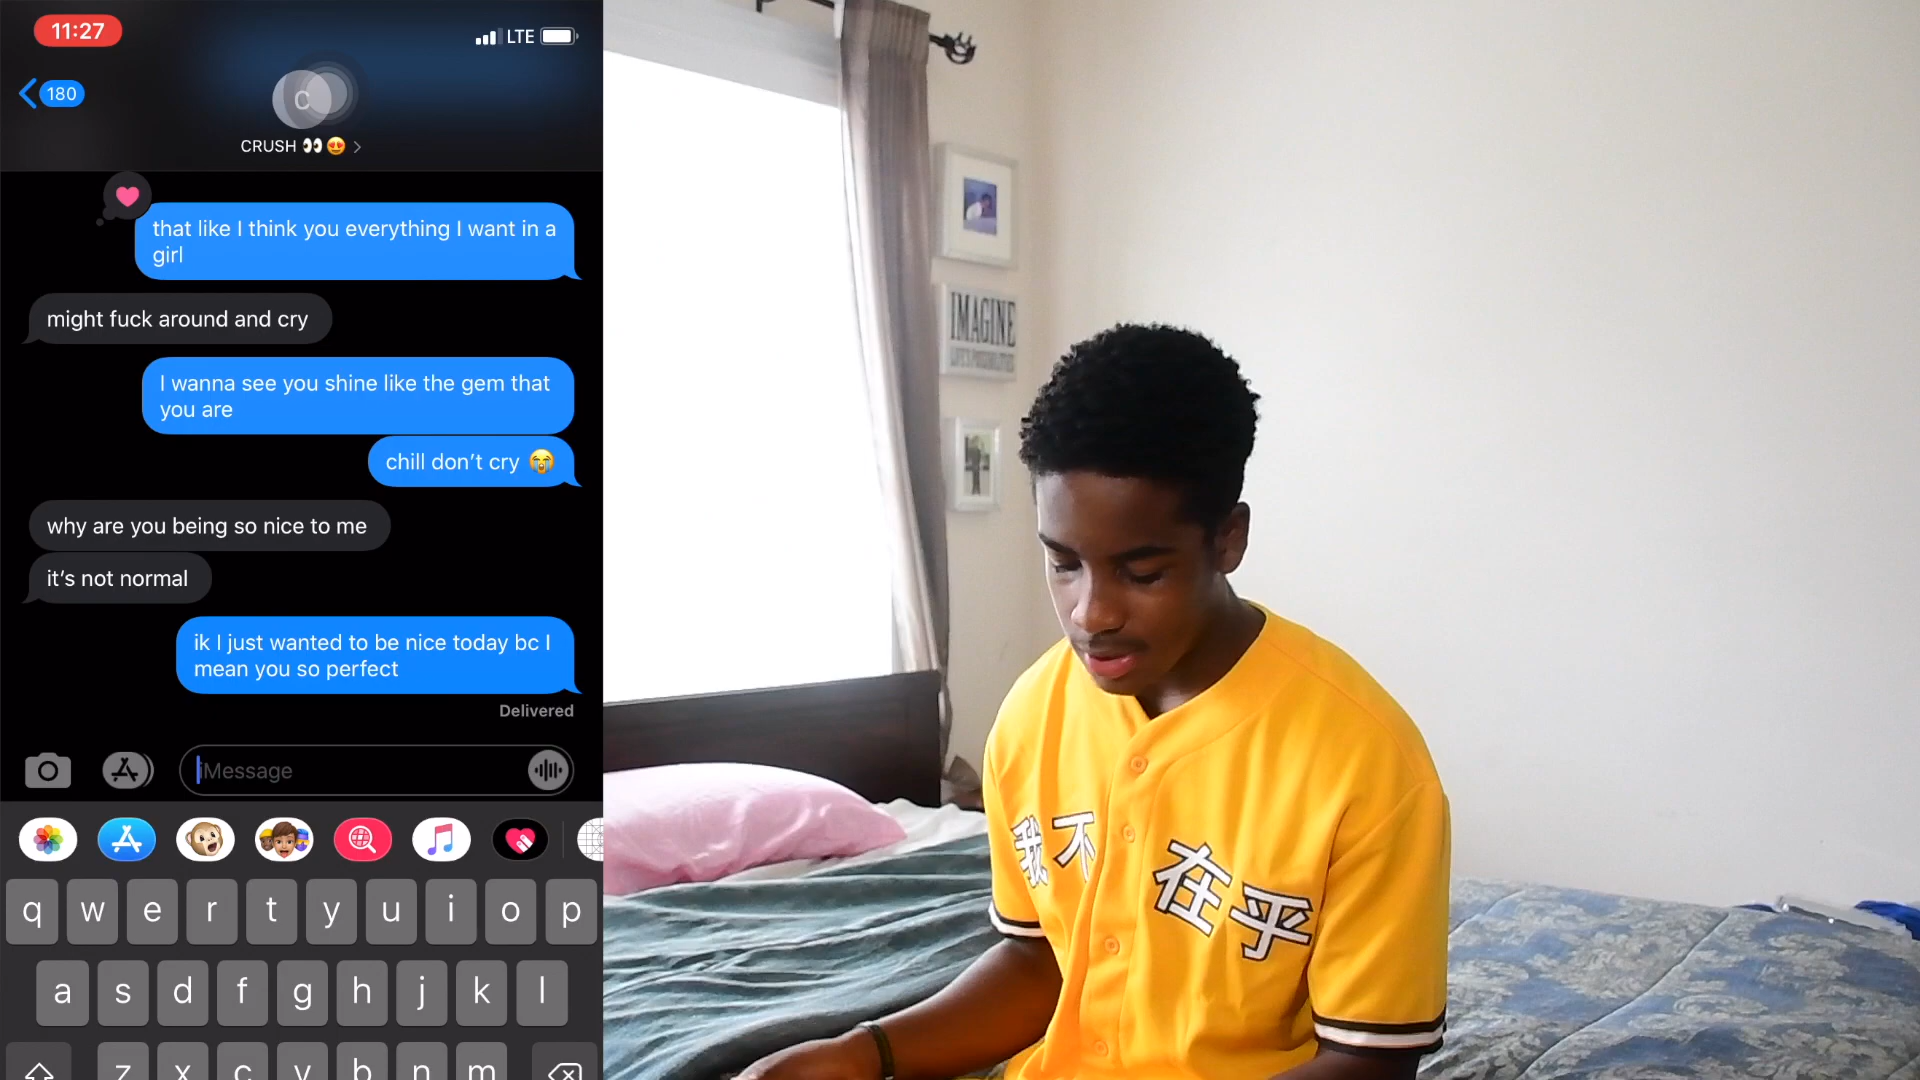 11:27
LTE
180
C
CRUSH 👀😍 >
that like I think you everything I want in a
girl
might fuck around and cry
I wanna see you shine like the gem that
you are
chill don't cry 😭
why are you being so nice to me
it's not normal
ik I just wanted to be nice today bc I
mean you so perfect
Delivered
iMessage
q w e r t y u i o p
a s d f g h j k l
z x c v b n m
IMAGINE
LIFE'S POSSIBILITIES
我不在乎